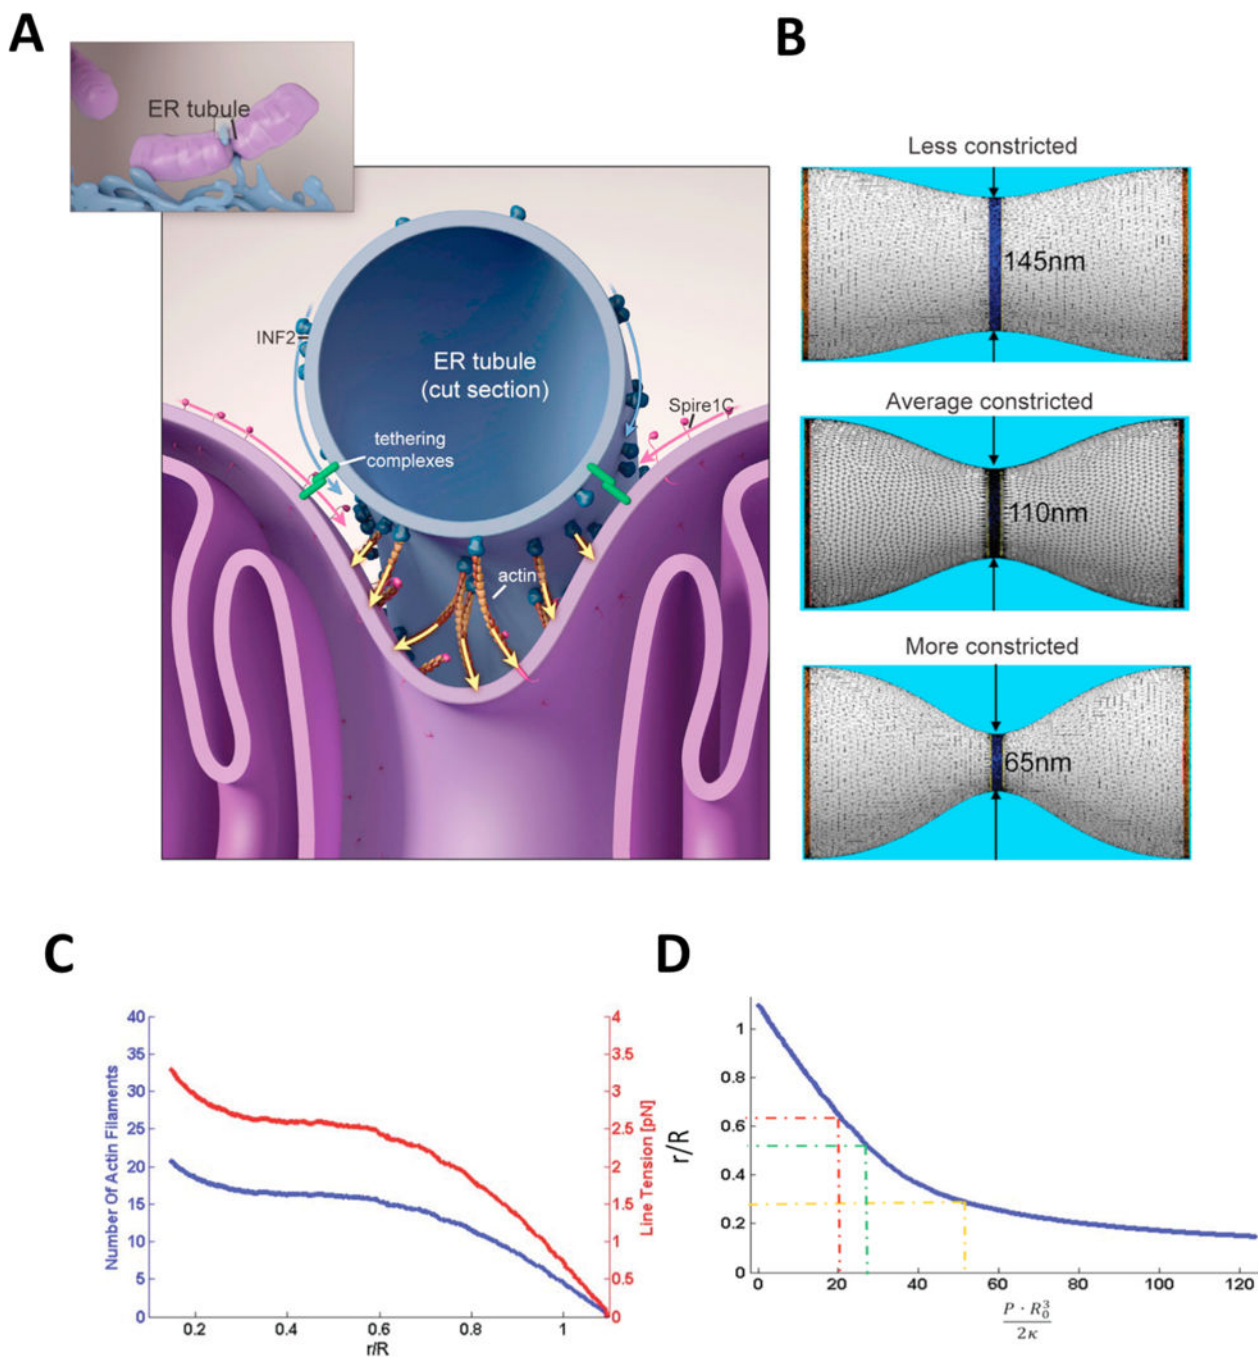 A
B
ER tubule
INF2
ER tubule
(cut section)
Spire1C
tethering
complexes
actin
Less constricted
145nm
Average constricted
110nm
More constricted
65nm
C
D
Number Of Actin Filaments
40
35
30
25
20
15
10
5
0
Line Tension [pN]
4
3.5
3
2.5
2
1.5
1
0.5
0
0.2 0.4 0.6 0.8 1
r/R
r/R
1
0.8
0.6
0.4
0.2
0
0 20 40 60 80 100 120
P · R₀³
2κ